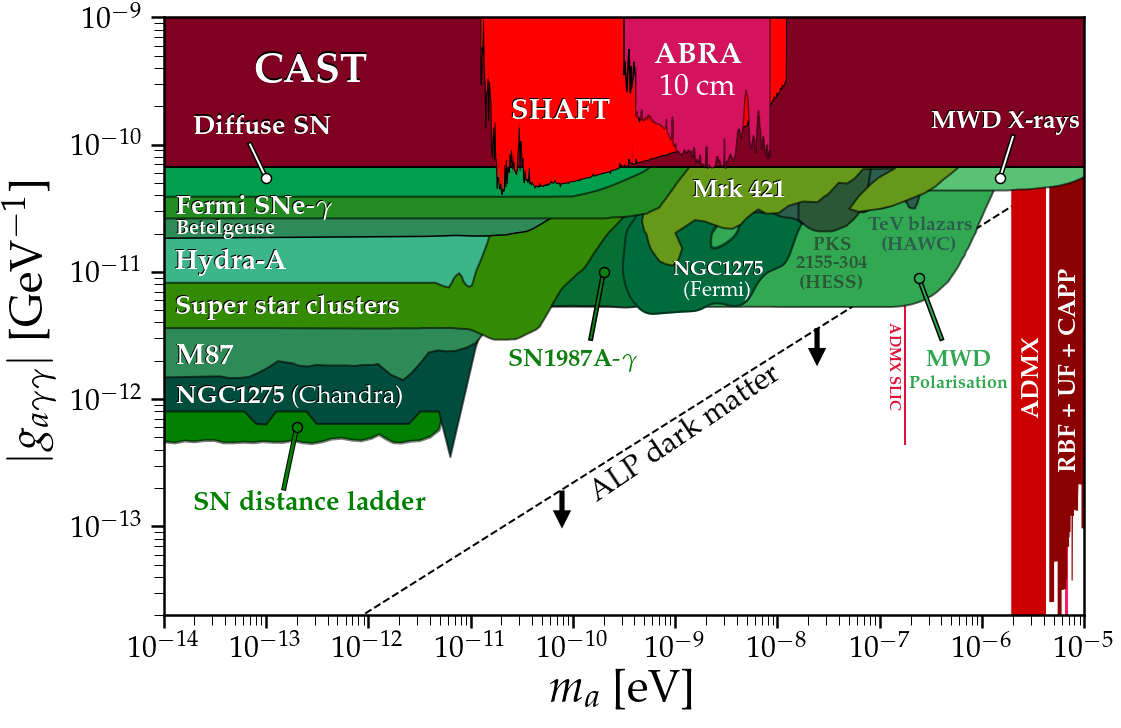 10⁻⁹
10⁻¹⁰
10⁻¹¹
10⁻¹²
10⁻¹³
|gₐγγ| [GeV⁻¹]
CAST
SHAFT
ABRA
10 cm
Diffuse SN
MWD X-rays
Fermi SNe-γ
Betelgeuse
Hydra-A
Super star clusters
M87
NGC1275 (Chandra)
SN distance ladder
Mrk 421
NGC1275
(Fermi)
PKS
2155-304
(HESS)
TeV blazars
(HAWC)
SN1987A-γ
MWD
Polarisation
ADMX SLIC
ADMX
RBF + UF + CAPP
ALP dark matter
10⁻¹⁴ 10⁻¹³ 10⁻¹² 10⁻¹¹ 10⁻¹⁰ 10⁻⁹ 10⁻⁸ 10⁻⁷ 10⁻⁶ 10⁻⁵
mₐ [eV]